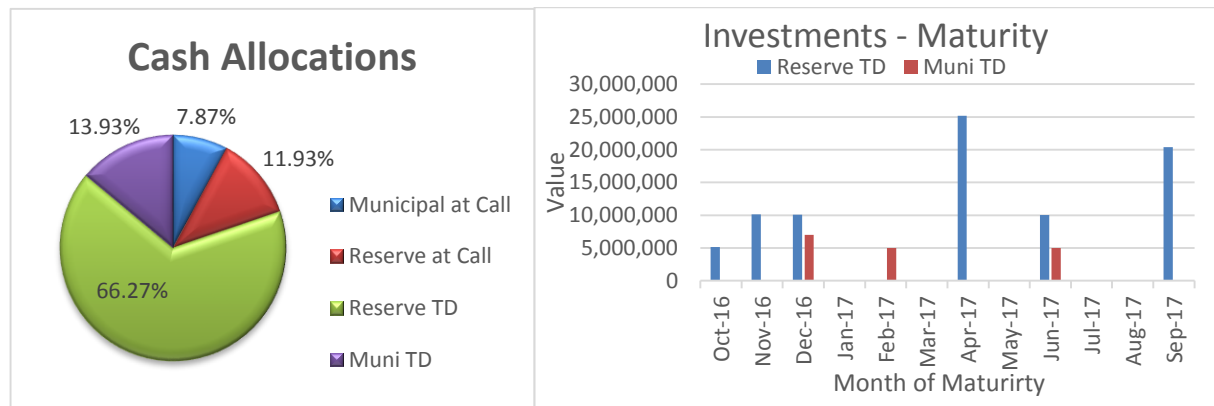 Cash Allocations
7.87%
13.93%
11.93%
66.27%
Municipal at Call
Reserve at Call
Reserve TD
Muni TD
Investments - Maturity
Reserve TD Muni TD
30,000,000
25,000,000
20,000,000
15,000,000
10,000,000
5,000,000
0
Value
Oct-16
Nov-16
Dec-16
Jan-17
Feb-17
Mar-17
Apr-17
May-17
Jun-17
Jul-17
Aug-17
Sep-17
Month of Maturirty